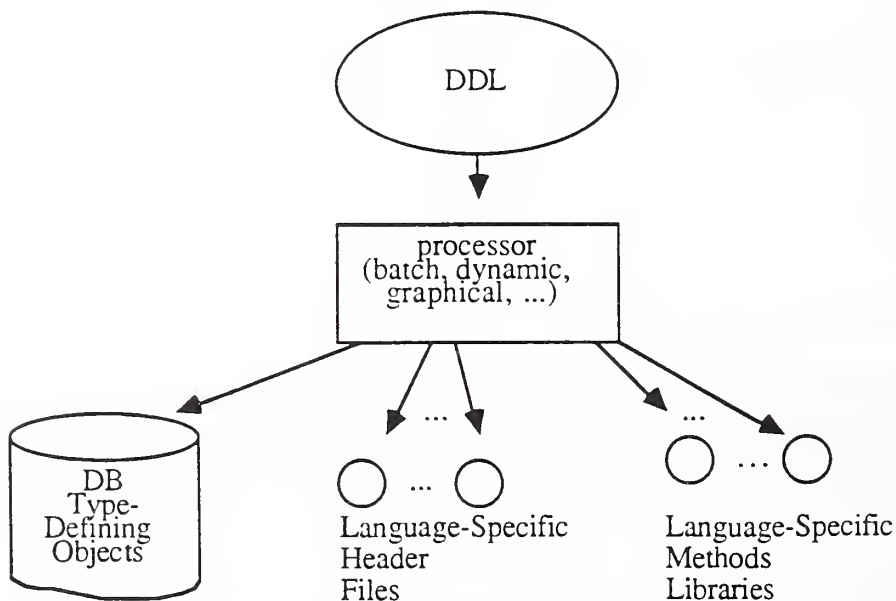 DDL
processor
(batch, dynamic,
graphical, ...)
...
...
...
...
DB
Type-
Defining
Objects
Language-Specific
Header
Files
Language-Specific
Methods
Libraries